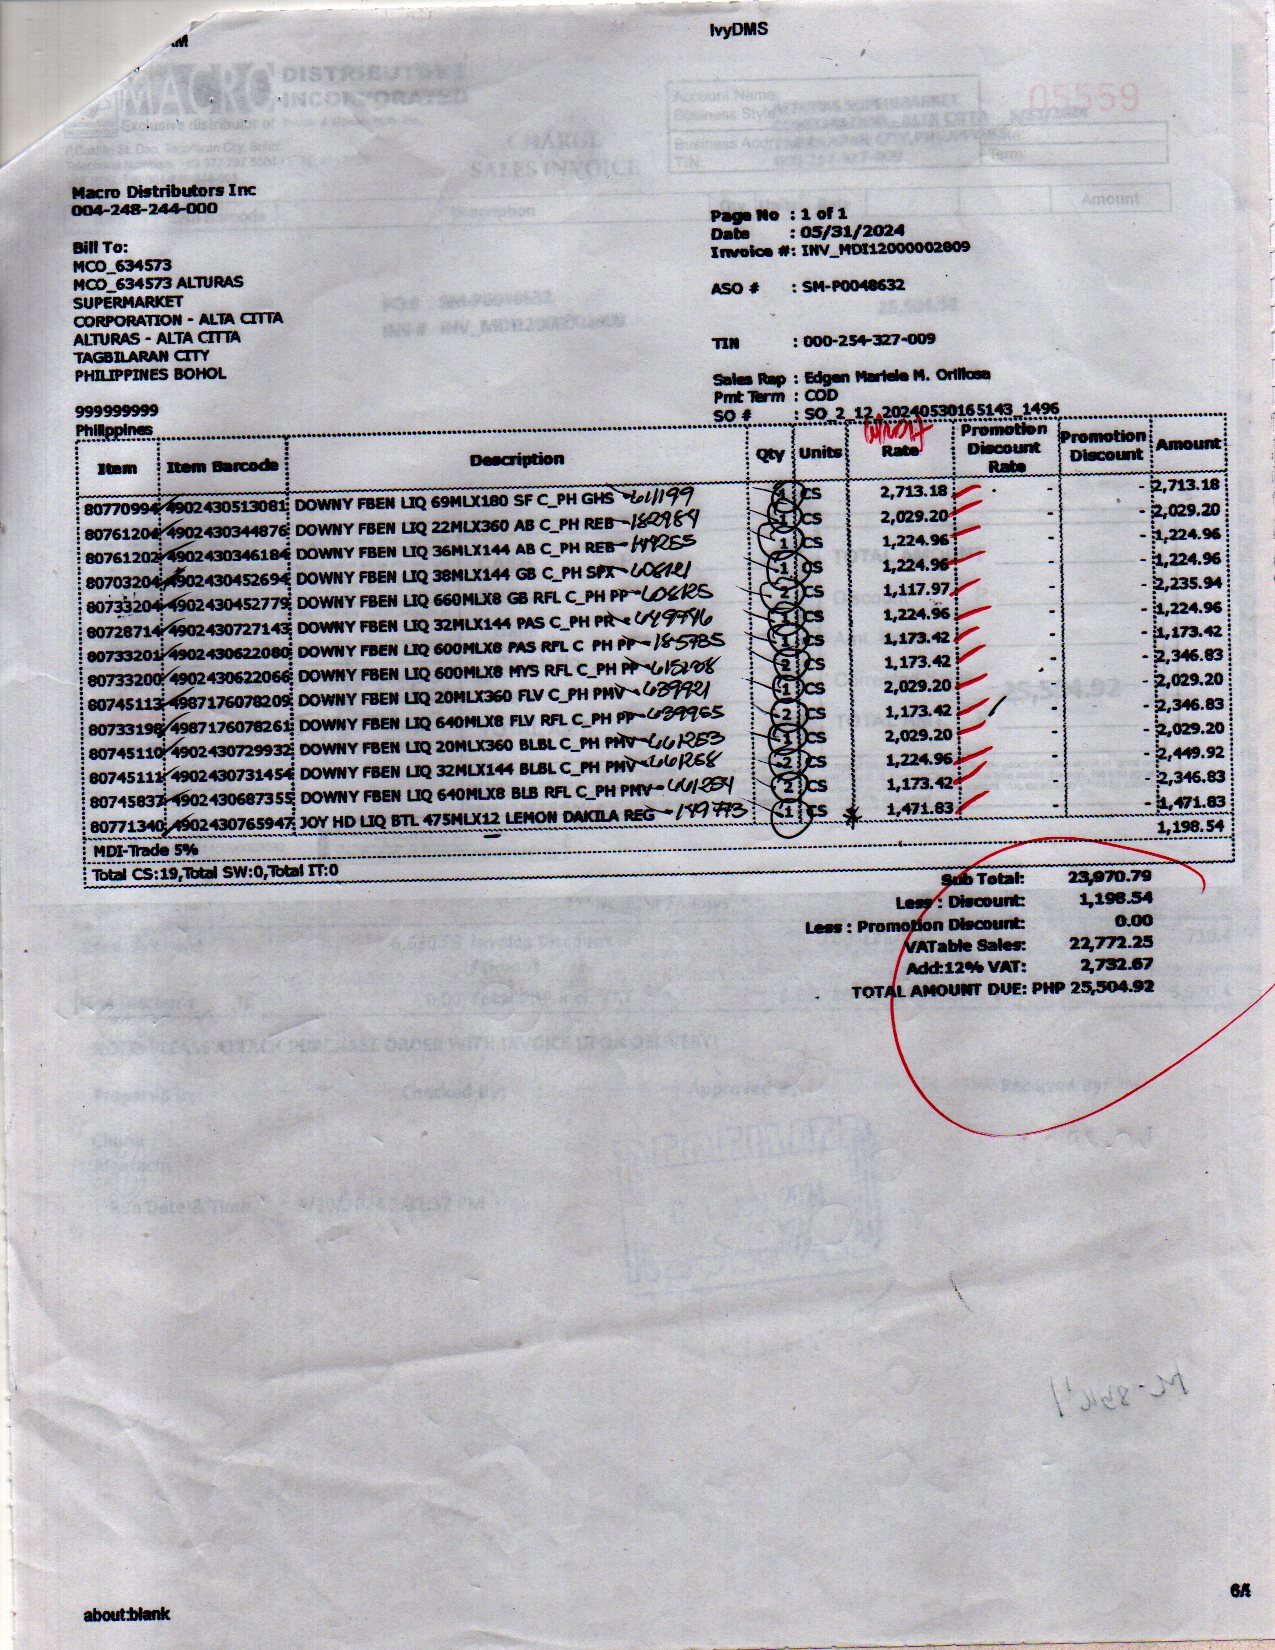 IvyDMS
Macro Distributors Inc
004-248-244-000
Bill To:
MCO_634573
MCO_634573 ALTURAS
SUPERMARKET
CORPORATION - ALTA CITTA
ALTURAS - ALTA CITTA
TAGBILARAN CITY
PHILIPPINES BOHOL
999999999
Philippines
Page No : 1 of 1
Date : 05/31/2024
Invoice #: INV_MDI12000002809
ASO # : SM-P0048632
TIN : 000-254-327-009
Sales Rep : Edgen Mariele M. Orillosa
Pmt Term : COD
SO # : SO_2_12_20240530165143_1496
Item Item Barcode Description Qty Units Rate Promotion Discount Rate Promotion Discount Amount
80770994 4902430513081 DOWNY FBEN LIQ 69MLX180 SF C_PH GHS 661199 1 CS 2,713.18 - - 2,713.18
80761204 4902430344876 DOWNY FBEN LIQ 22MLX360 AB C_PH REB 182984 1 CS 2,029.20 - - 2,029.20
80761202 4902430346184 DOWNY FBEN LIQ 36MLX144 AB C_PH REB 144255 1 CS 1,224.96 - - 1,224.96
80703204 4902430452694 DOWNY FBEN LIQ 38MLX144 GB C_PH SPX 608121 1 CS 1,224.96 - - 1,224.96
80733204 4902430452779 DOWNY FBEN LIQ 660MLX8 GB RFL C_PH PP 608125 2 CS 1,117.97 - - 2,235.94
80728714 4902430727143 DOWNY FBEN LIQ 32MLX144 PAS C_PH PR 649746 1 CS 1,224.96 - - 1,224.96
80733201 4902430622080 DOWNY FBEN LIQ 600MLX8 PAS RFL C PH PP 185735 1 CS 1,173.42 - - 1,173.42
80733200 4902430622066 DOWNY FBEN LIQ 600MLX8 MYS RFL C_PH PP 2 CS 1,173.42 - - 2,346.83
80745113 4987176078209 DOWNY FBEN LIQ 20MLX360 FLV C_PH PMV 639921 1 CS 2,029.20 - - 2,029.20
80733198 4987176078261 DOWNY FBEN LIQ 640MLX8 FLV RFL C_PH PP 639955 2 CS 1,173.42 - - 2,346.83
80745110 4902430729932 DOWNY FBEN LIQ 20MLX360 BLBL C_PH PMV 661253 1 CS 2,029.20 - - 2,029.20
80745111 4902430731454 DOWNY FBEN LIQ 32MLX144 BLBL C_PH PMV 661258 2 CS 1,224.96 - - 2,449.92
80745837 4902430687355 DOWNY FBEN LIQ 640MLX8 BLB RFL C_PH PMV 661254 2 CS 1,173.42 - - 2,346.83
80771340 4902430765947 JOY HD LIQ BTL 475MLX12 LEMON DAKILA REG 149773 1 CS 1,471.83 - - 1,471.83
MDI-Trade 5% - - 1,198.54
Total CS:19,Total SW:0,Total IT:0
Sub Total: 23,970.79
Less : Discount: 1,198.54
Less : Promotion Discount: 0.00
VATable Sales: 22,772.25
Add:12% VAT: 2,732.67
TOTAL AMOUNT DUE: PHP 25,504.92
about:blank